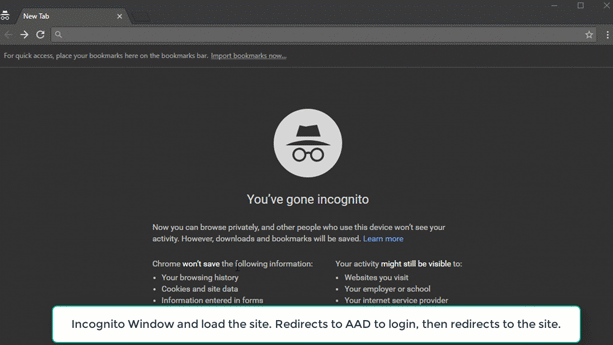 New Tab
For quick access, place your bookmarks here on the bookmarks bar. Import bookmarks now...
You've gone incognito
Now you can browse privately, and other people who use this device won't see your
activity. However, downloads and bookmarks will be saved. Learn more
Chrome won't save the following information:
• Your browsing history
• Cookies and site data
• Information entered in forms
Your activity might still be visible to:
• Websites you visit
• Your employer or school
• Your internet service provider
Incognito Window and load the site. Redirects to AAD to login, then redirects to the site.